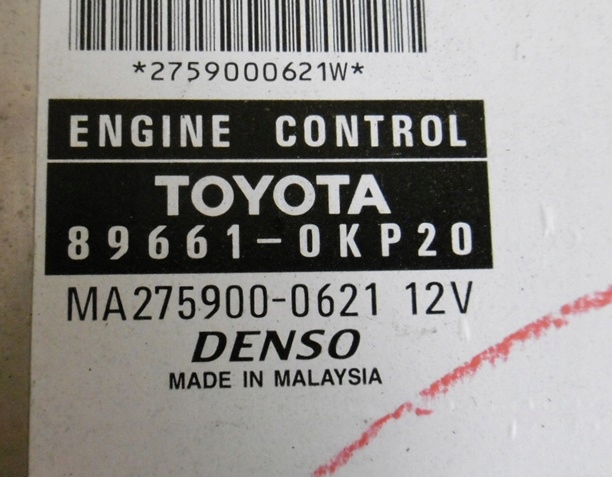 *2759000621W*
ENGINE CONTROL
TOYOTA
89661-0KP20
MA275900-0621 12V
DENSO
MADE IN MALAYSIA